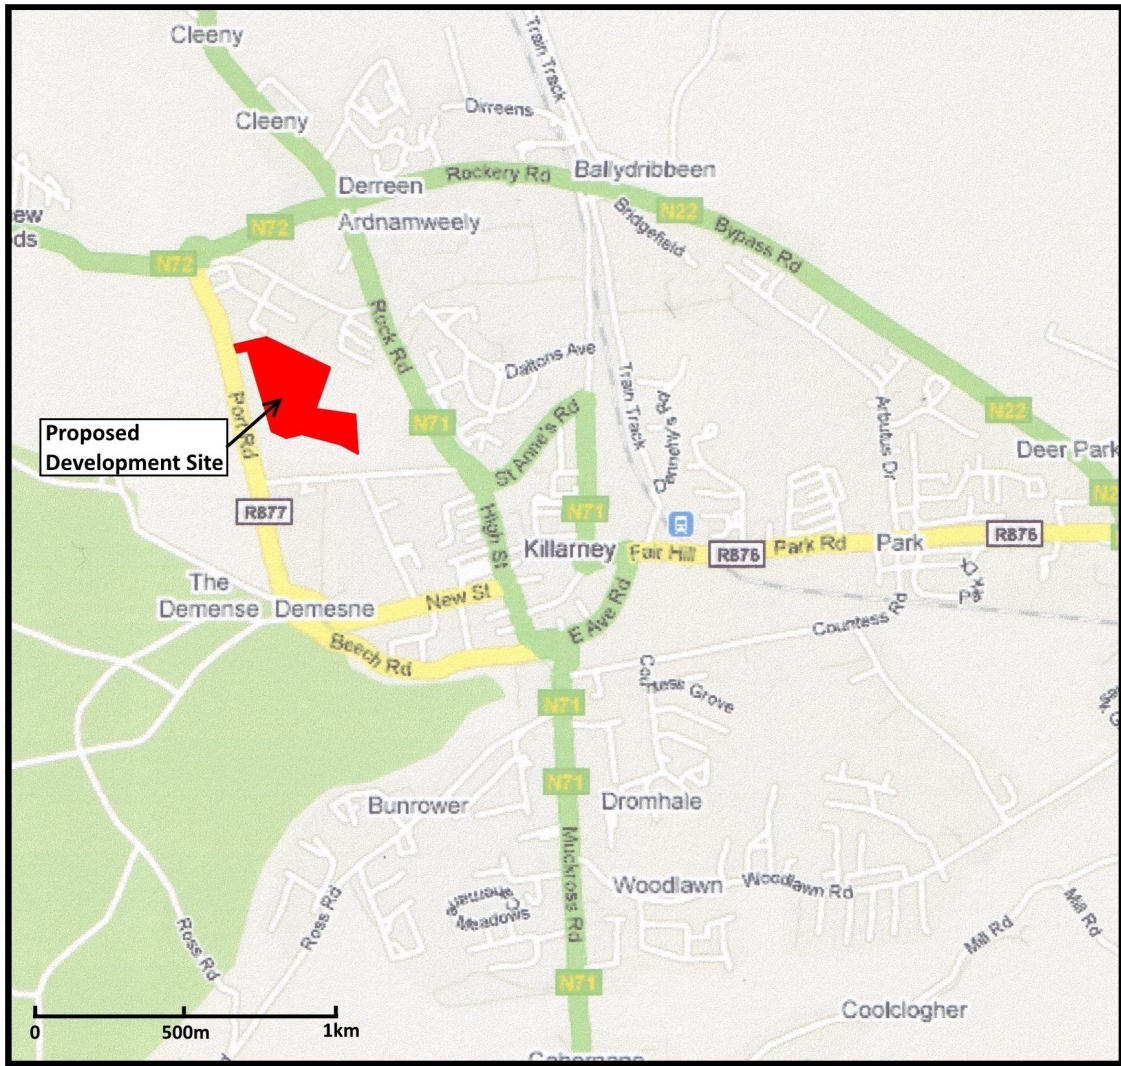 Cleeny
Train Track
Dirreens
Cleeny
Rockery Rd
Ballydribbeen
Derreen
Ardnamweely
N22
Bridgefield
Bypass Rd
ew
ds
N72
N72
Rock Rd
Daltons Ave
Train Track
Port Rd
Proposed
Development Site
N71
St Anne's Rd
Dennehy's Rd
Arbutus Dr
N22
Deer Park
N2
R877
High St
N71
Killarney
Fair Hill
R876
Park Rd
Park
R876
The
Demense
Demesne
New St
E Ave Rd
Countess Rd
Beech Rd
Countess Grove
N71
N71
Bunrower
Dromhale
Muckross Rd
Woodlawn
Woodlawn Rd
Meadows
Ross Rd
Ross Rd
Mill Rd
Mill Rd
N71
Coolclogher
0
500m
1km